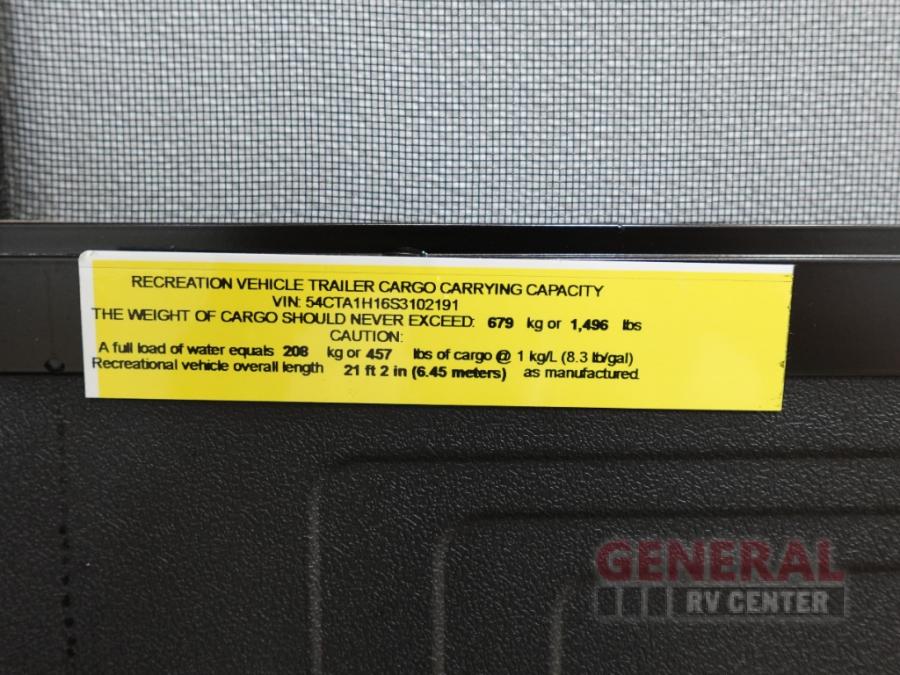 RECREATION VEHICLE TRAILER CARGO CARRYING CAPACITY
VIN: 54CTA1H16S3102191
THE WEIGHT OF CARGO SHOULD NEVER EXCEED: 679 kg or 1,496 lbs
CAUTION:
A full load of water equals 208 kg or 457 lbs of cargo @ 1 kg/L (8.3 lb/gal)
Recreational vehicle overall length 21 ft 2 in (6.45 meters) as manufactured.
GENERAL
RV CENTER